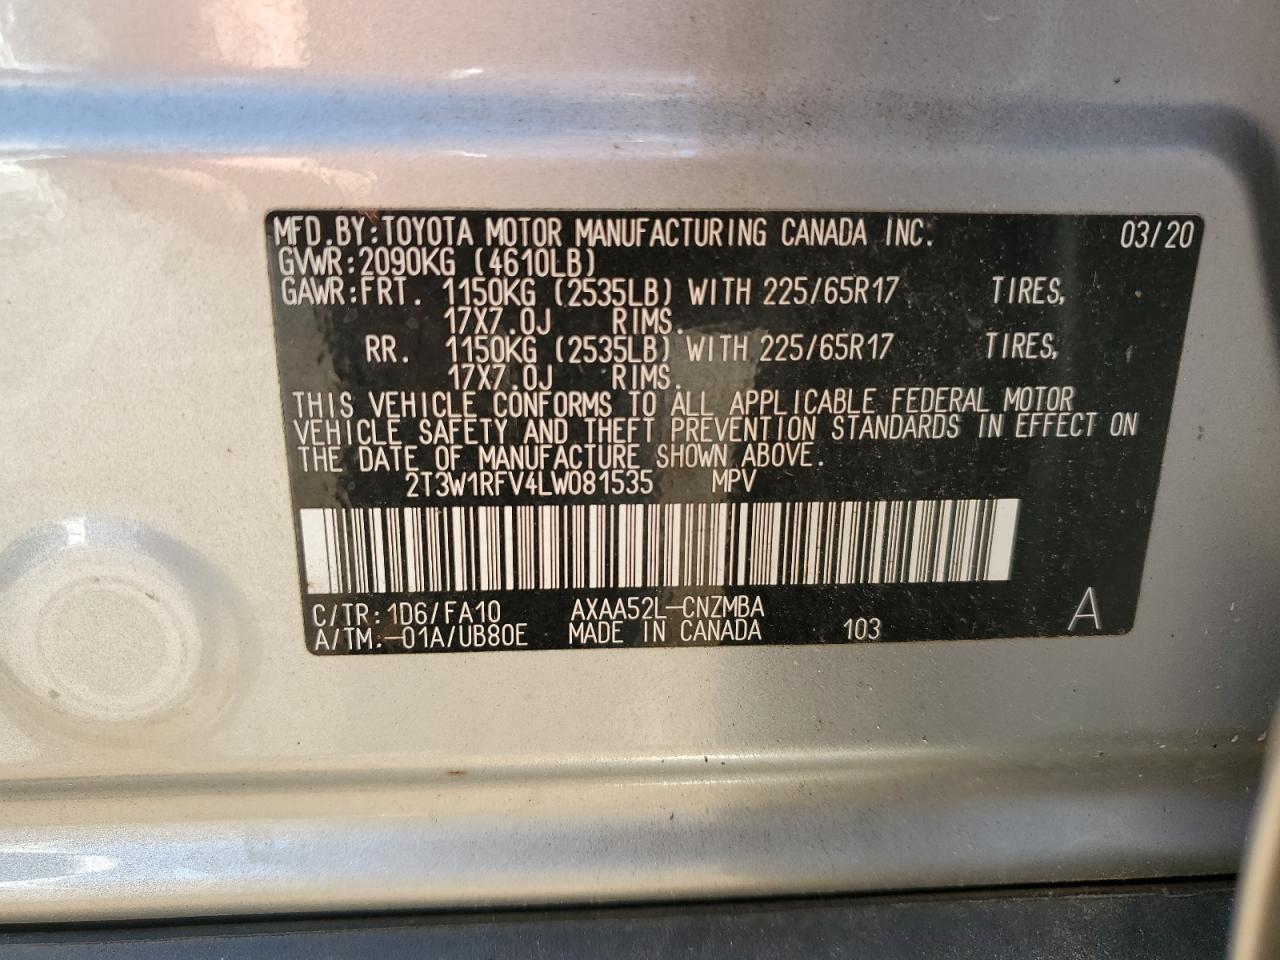 MFD.BY:TOYOTA MOTOR MANUFACTURING CANADA INC. 03/20
GVWR:2090KG (4610LB)
GAWR:FRT. 1150KG (2535LB) WITH 225/65R17 TIRES,
17X7.0J RIMS.
RR. 1150KG (2535LB) WITH 225/65R17 TIRES,
17X7.0J RIMS.
THIS VEHICLE CONFORMS TO ALL APPLICABLE FEDERAL MOTOR
VEHICLE SAFETY AND THEFT PREVENTION STANDARDS IN EFFECT ON
THE DATE OF MANUFACTURE SHOWN ABOVE.
2T3W1RFV4LW081535 MPV
C/TR:1D6/FA10 AXAA52L-CNZMBA A
A/TM:-01A/UB80E MADE IN CANADA 103